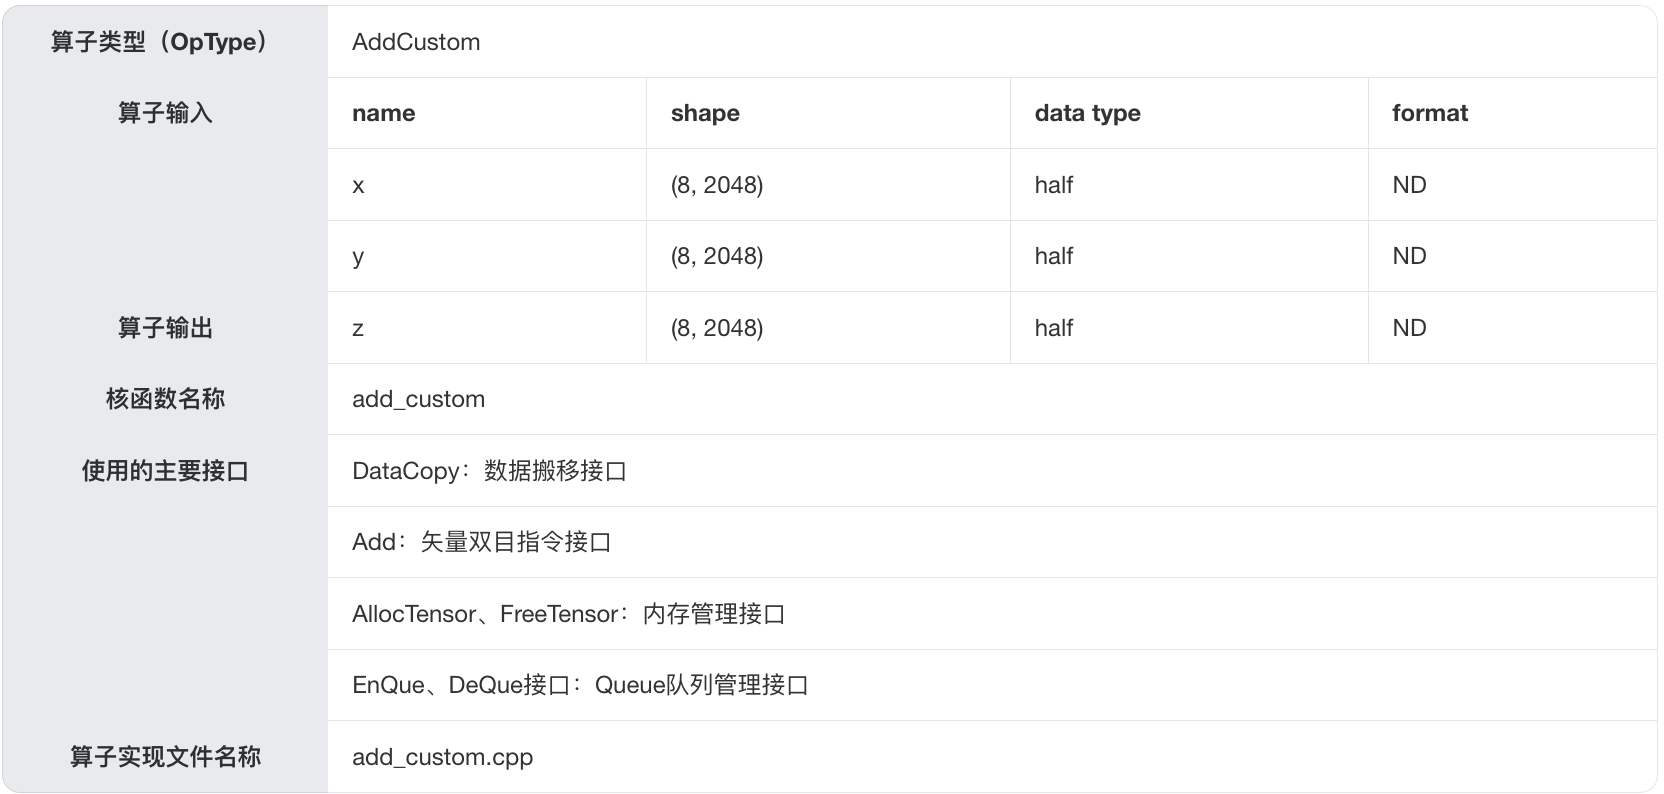 算子类型（OpType） AddCustom
算子输入 name shape data type format
x (8, 2048) half ND
y (8, 2048) half ND
算子输出 z (8, 2048) half ND
核函数名称 add_custom
使用的主要接口 DataCopy：数据搬移接口
Add：矢量双目指令接口
AllocTensor、FreeTensor：内存管理接口
EnQue、DeQue接口：Queue队列管理接口
算子实现文件名称 add_custom.cpp